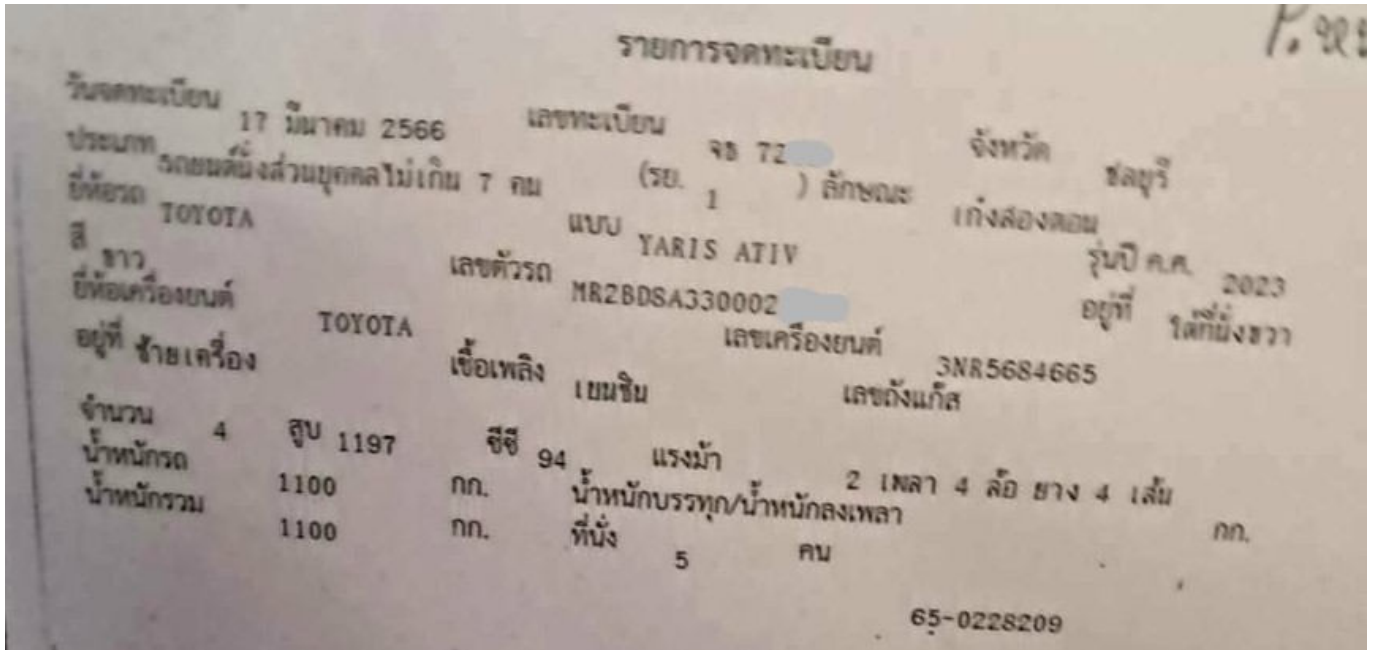 รายการจดทะเบียน
วันจดทะเบียน 17 มีนาคม 2566 เลขทะเบียน จธ 72 จังหวัด ชลบุรี
ประเภท รถยนต์นั่งส่วนบุคคลไม่เกิน 7 คน (รย. 1 ) ลักษณะ เก๋งสองตอน
ยี่ห้อรถ TOYOTA แบบ YARIS ATIV รุ่นปี ค.ศ. 2023
สี ขาว เลขตัวรถ MR2BDSA330002 อยู่ที่ ใต้ที่นั่งขวา
ยี่ห้อเครื่องยนต์ TOYOTA เลขเครื่องยนต์ 3NR5684665
อยู่ที่ ซ้ายเครื่อง เชื้อเพลิง เบนซิน เลขถังแก๊ส
จำนวน 4 สูบ 1197 ซีซี 94 แรงม้า 2 เพลา 4 ล้อ ยาง 4 เส้น
น้ำหนักรถ 1100 กก. น้ำหนักบรรทุก/น้ำหนักลงเพลา กก.
น้ำหนักรวม 1100 กก. ที่นั่ง 5 คน
65-0228209